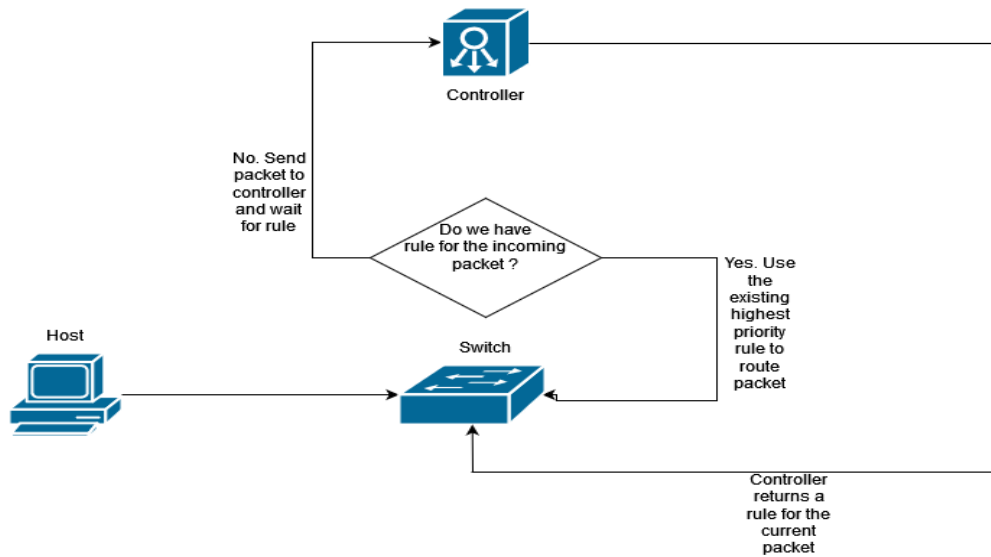 Controller
No. Send
packet to
controller
and wait
for rule
Do we have
rule for the incoming
packet ?
Yes. Use
the
existing
highest
priority
rule to
route
packet
Host
Switch
Controller
returns a
rule for the
current
packet